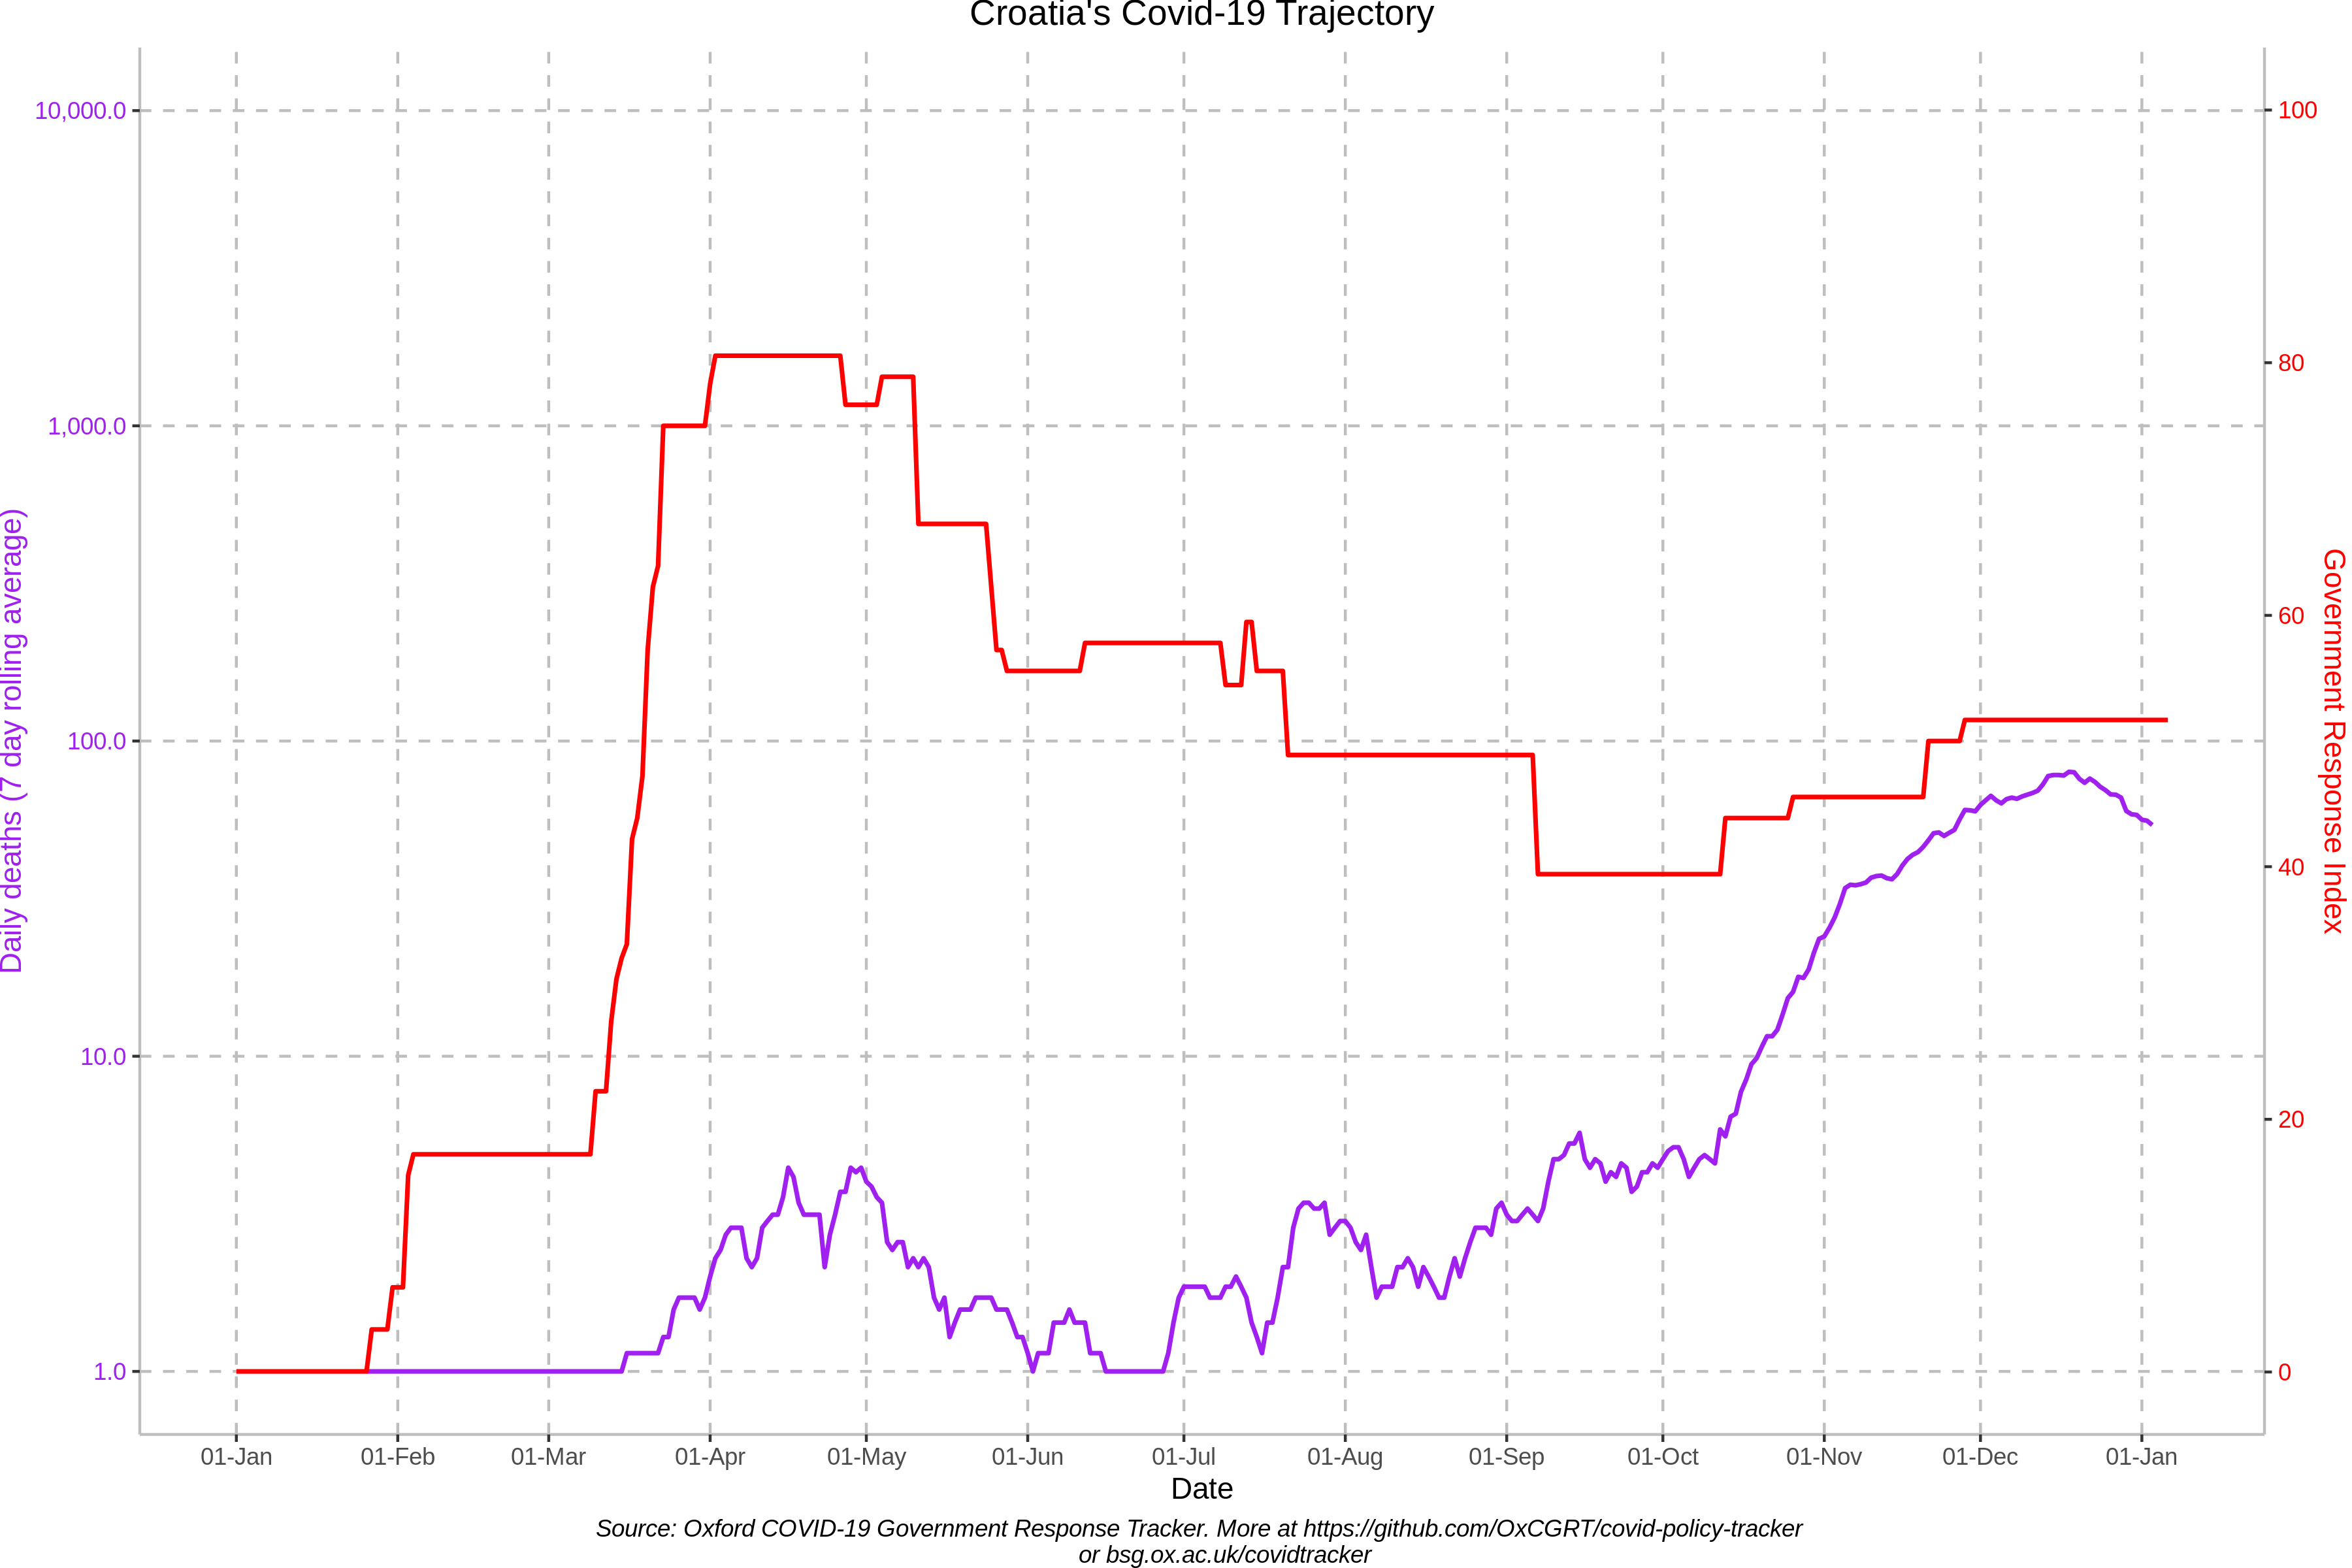 Croatia's Covid-19 Trajectory
10,000.0
1,000.0
100.0
10.0
1.0
Daily deaths (7 day rolling average)
100
80
60
40
20
0
Government Response Index
01-Jan 01-Feb 01-Mar 01-Apr 01-May 01-Jun 01-Jul 01-Aug 01-Sep 01-Oct 01-Nov 01-Dec 01-Jan
Date
Source: Oxford COVID-19 Government Response Tracker. More at https://github.com/OxCGRT/covid-policy-tracker
or bsg.ox.ac.uk/covidtracker